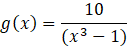 g(x) = 10 / (x³ − 1)